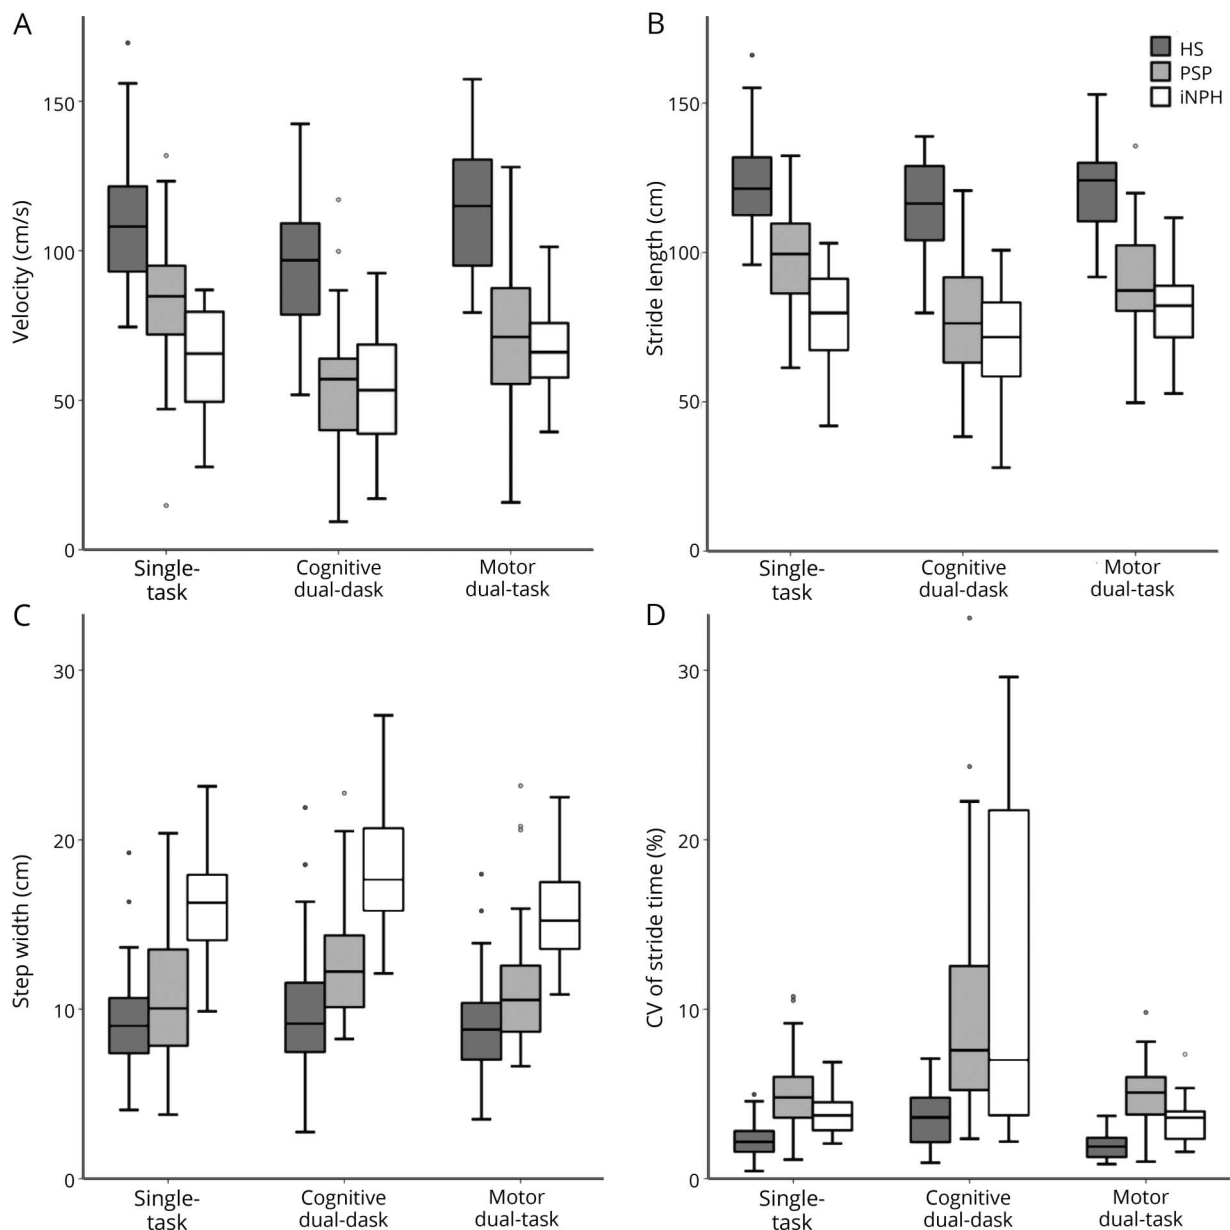 A
Velocity (cm/s)
150
100
50
0
Single-
task
Cognitive
dual-dask
Motor
dual-task
B
HS
PSP
iNPH
Stride length (cm)
150
100
50
0
Single-
task
Cognitive
dual-dask
Motor
dual-task
C
Step width (cm)
30
20
10
0
Single-
task
Cognitive
dual-dask
Motor
dual-task
D
CV of stride time (%)
30
20
10
0
Single-
task
Cognitive
dual-dask
Motor
dual-task